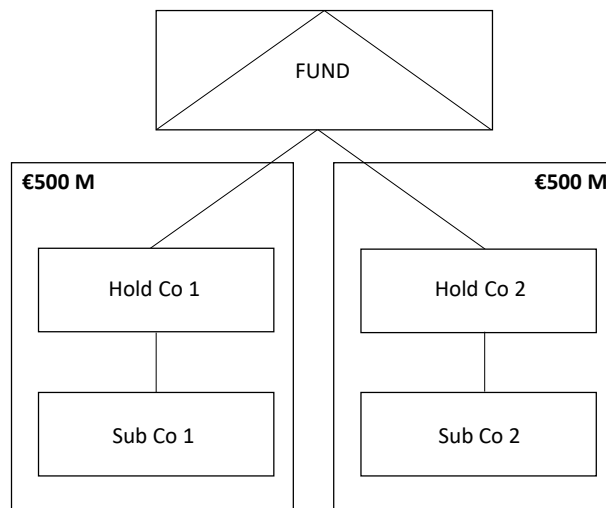 FUND
€500 M
€500 M
Hold Co 1
Hold Co 2
Sub Co 1
Sub Co 2